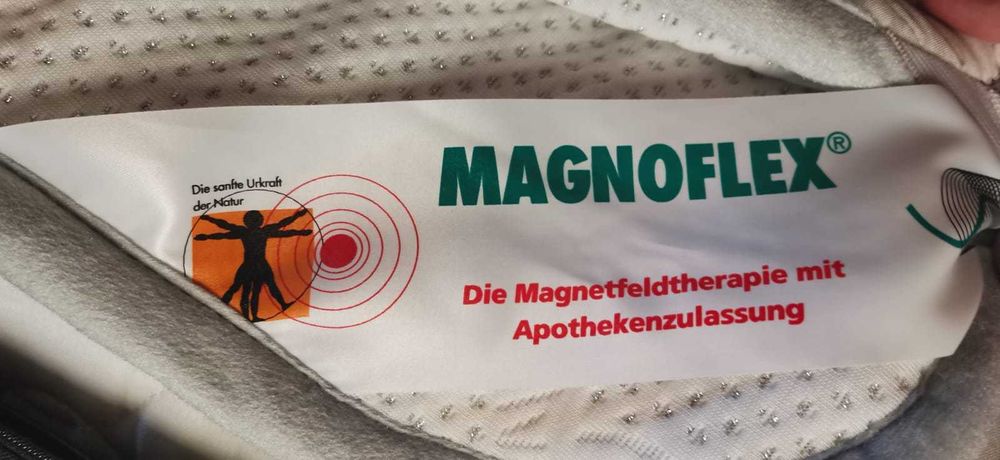 Die sanfte Urkraft
der Natur
MAGNOFLEX®
Die Magnetfeldtherapie mit
Apothekenzulassung